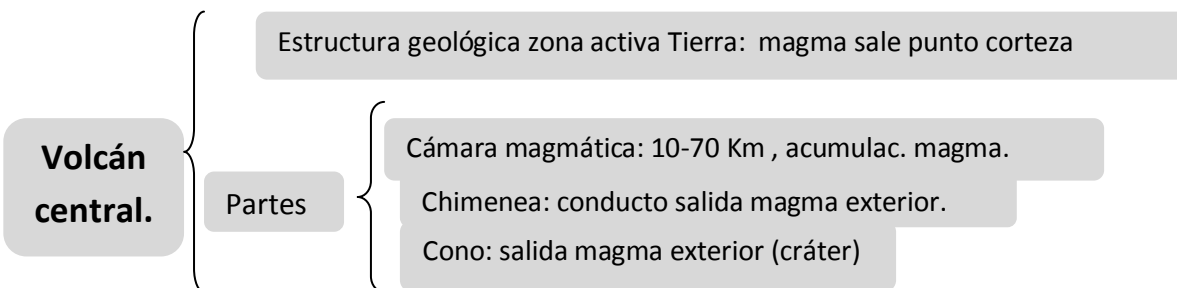 Estructura geológica zona activa Tierra: magma sale punto corteza
Volcán
central.
Partes
Cámara magmática: 10-70 Km , acumulac. magma.
Chimenea: conducto salida magma exterior.
Cono: salida magma exterior (cráter)